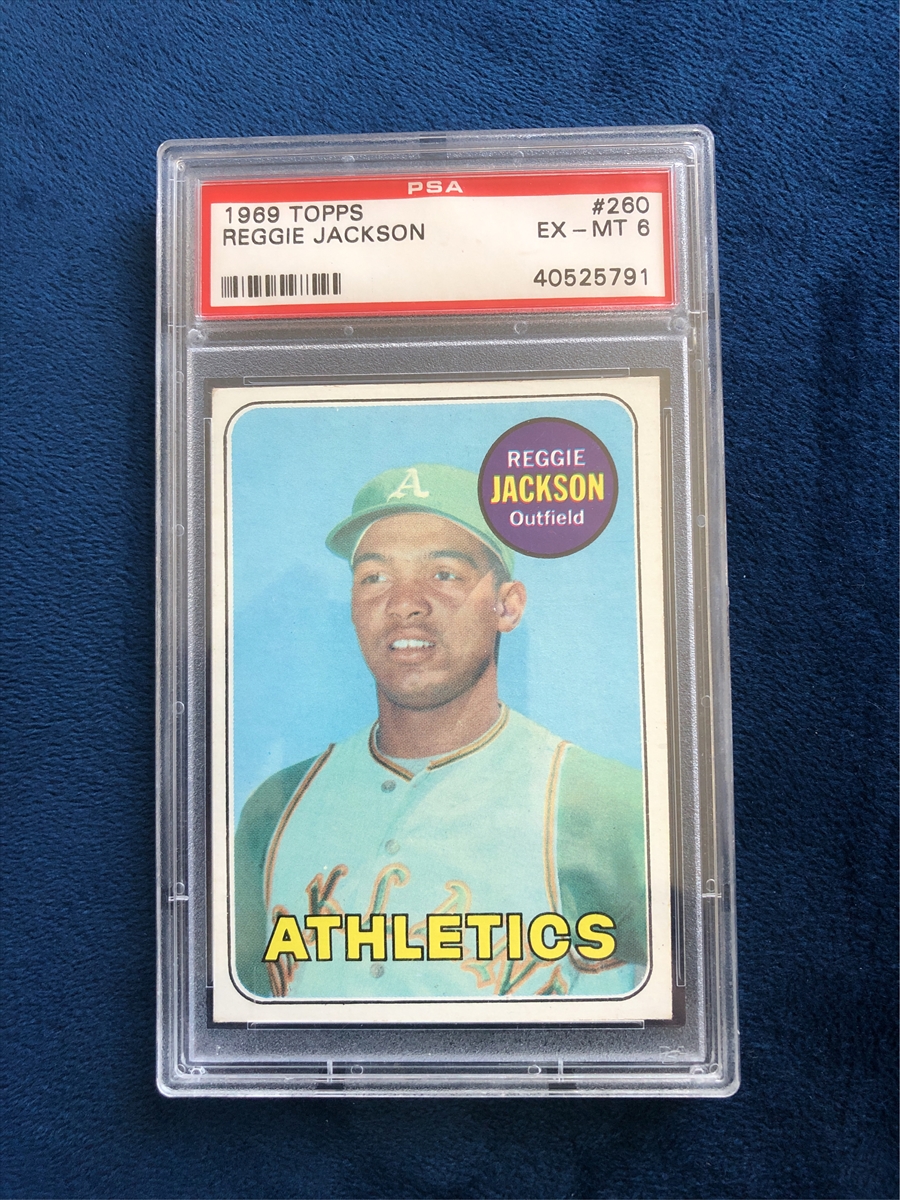 PSA
1969 TOPPS #260
REGGIE JACKSON EX - MT 6
40525791
A
REGGIE
JACKSON
Outfield
ATHLETICS